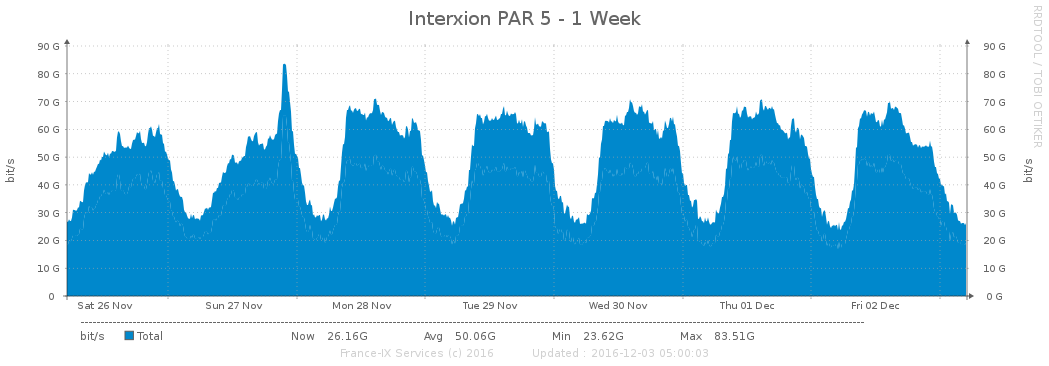 Interxion PAR 5 - 1 Week
RRDTOOL / TOBI OETIKER
bit/s
90 G 90 G
80 G 80 G
70 G 70 G
60 G 60 G
50 G 50 G
40 G 40 G
30 G 30 G
20 G 20 G
10 G 10 G
0 0 G
bit/s
Sat 26 Nov Sun 27 Nov Mon 28 Nov Tue 29 Nov Wed 30 Nov Thu 01 Dec Fri 02 Dec
bit/s Total Now 26.16G Avg 50.06G Min 23.62G Max 83.51G
France-IX Services (c) 2016 Updated : 2016-12-03 05:00:03